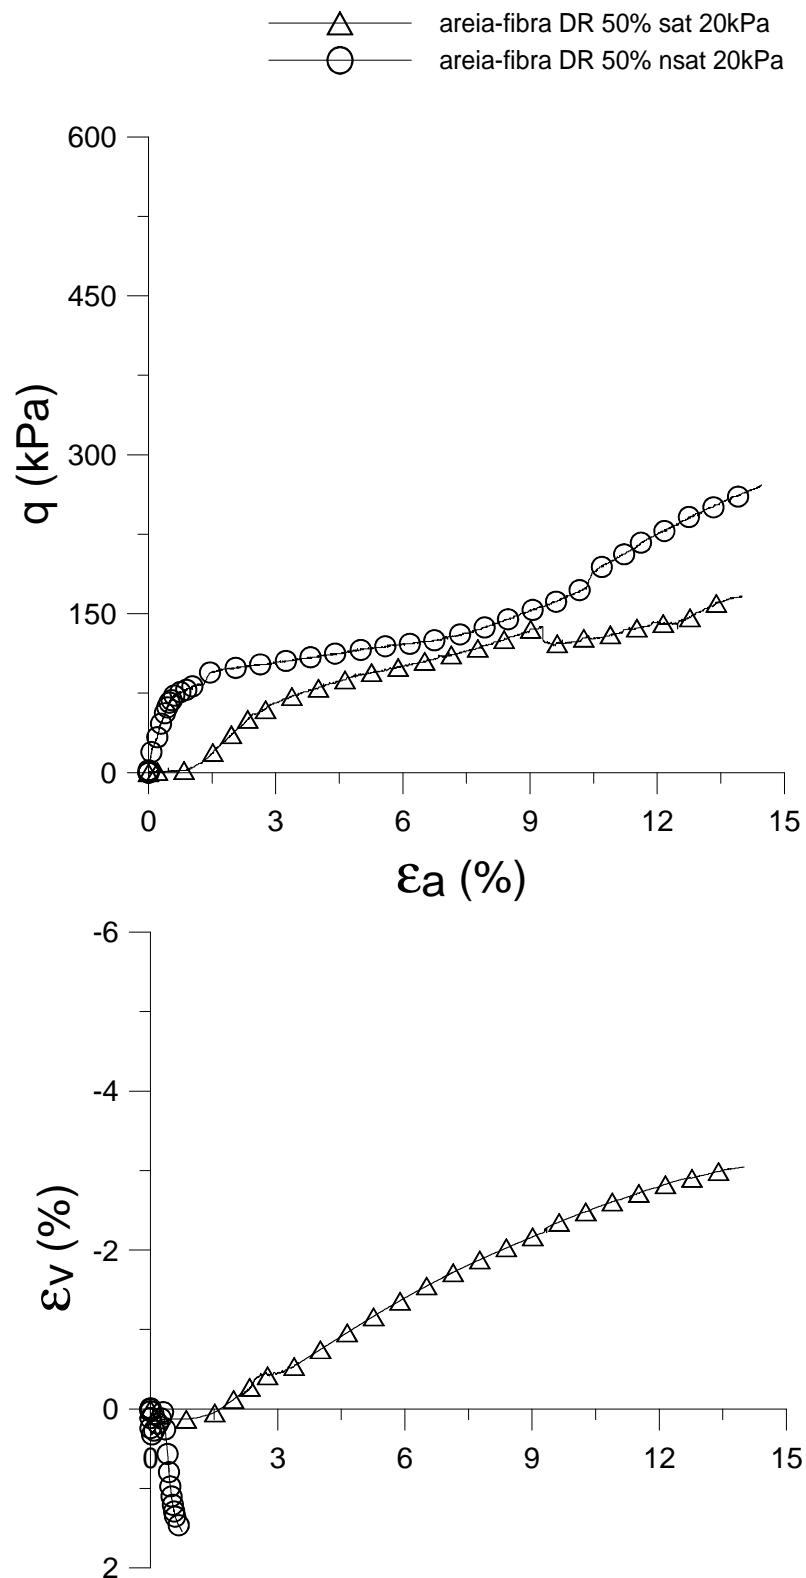 areia-fibra DR 50% sat 20kPa
areia-fibra DR 50% nsat 20kPa
600
450
300
150
0
q (kPa)
0 3 6 9 12 15
εa (%)
-6
-4
-2
0
2
εv (%)
0 3 6 9 12 15